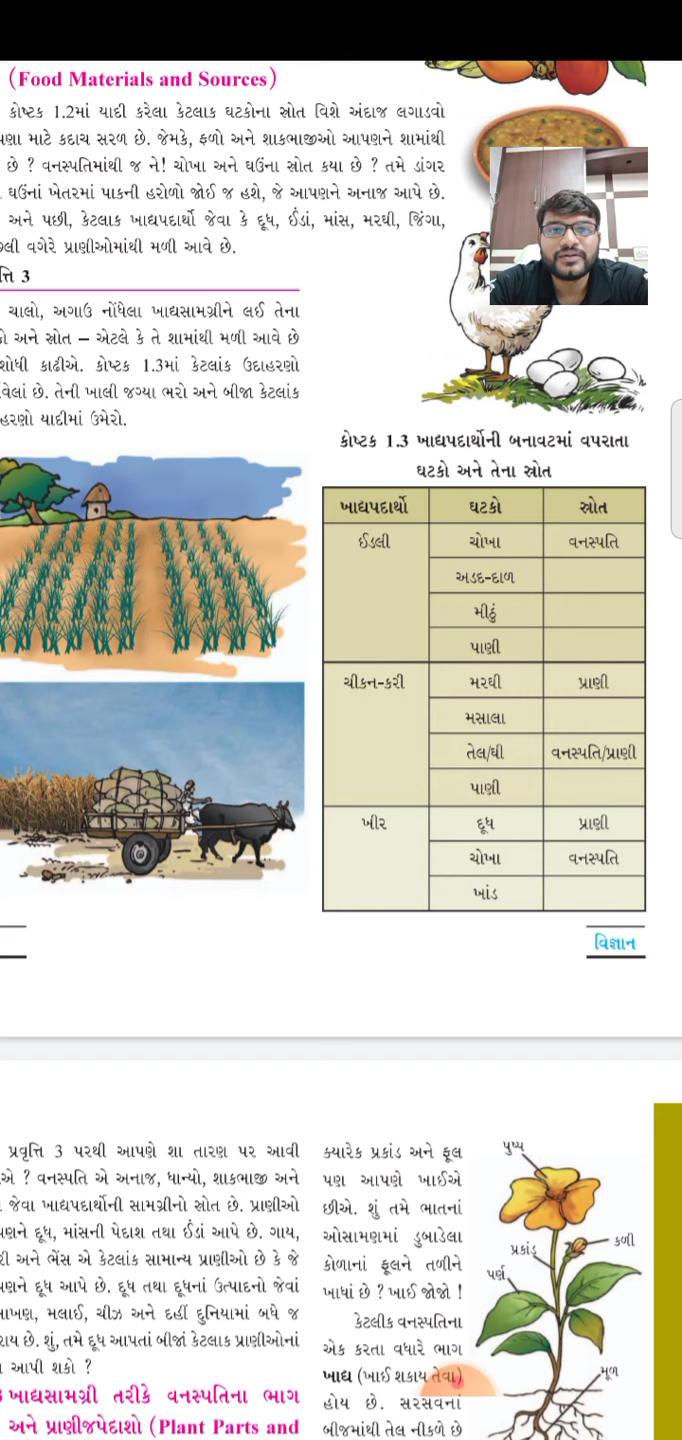 (Food Materials and Sources)
કોષ્ટક 1.2માં યાદી કરેલા કેટલાક ઘટકોના સ્રોત વિશે અંદાજ લગાડવો
પણા માટે કદાચ સરળ છે. જેમકે, ફળો અને શાકભાજીઓ આપણને શામાંથી
છે ? વનસ્પતિમાંથી જ ને! ચોખા અને ઘઉંના સ્રોત કયા છે ? તમે ડાંગર
ઘઉંનાં ખેતરમાં પાકની હરોળો જોઈ જ હશે, જે આપણને અનાજ આપે છે.
અને પછી, કેટલાક ખાદ્યપદાર્થો જેવા કે દૂધ, ઈંડાં, માંસ, મરઘી, જિંગા,
વગેરે પ્રાણીઓમાંથી મળી આવે છે.
ત્તિ 3
ચાલો, અગાઉ નોંધેલા ખાદ્યસામગ્રીને લઈ તેના
કો અને સ્રોત – એટલે કે તે શામાંથી મળી આવે છે
શોધી કાઢીએ. કોષ્ટક 1.3માં કેટલાંક ઉદાહરણો
વેલાં છે. તેની ખાલી જગ્યા ભરો અને બીજા કેટલાંક
હરણો યાદીમાં ઉમેરો.
કોષ્ટક 1.3 ખાદ્યપદાર્થોની બનાવટમાં વપરાતા
ઘટકો અને તેના સ્રોત
ખાદ્યપદાર્થો ઘટકો સ્રોત
ઈડલી ચોખા વનસ્પતિ
અડદ-દાળ
મીઠું
પાણી
ચીકન-કરી મરઘી પ્રાણી
મસાલા
તેલ/ઘી વનસ્પતિ/પ્રાણી
પાણી
ખીર દૂધ પ્રાણી
ચોખા વનસ્પતિ
ખાંડ
વિજ્ઞાન
પ્રવૃત્તિ 3 પરથી આપણે શા તારણ પર આવી
એ ? વનસ્પતિ એ અનાજ, ધાન્યો, શાકભાજી અને
જેવા ખાદ્યપદાર્થોની સામગ્રીનો સ્રોત છે. પ્રાણીઓ
પણને દૂધ, માંસની પેદાશ તથા ઈંડાં આપે છે. ગાય,
રી અને ભેંસ એ કેટલાંક સામાન્ય પ્રાણીઓ છે કે જે
પણને દૂધ આપે છે. દૂધ તથા દૂધનાં ઉત્પાદનો જેવાં
માખણ, મલાઈ, ચીઝ અને દહીં દુનિયામાં બધે જ
રાય છે. શું, તમે દૂધ આપતાં બીજાં કેટલાક પ્રાણીઓનાં
આપી શકો ?
ખાદ્યસામગ્રી તરીકે વનસ્પતિના ભાગ
અને પ્રાણીજપેદાશો (Plant Parts and
ક્યારેક પ્રકાંડ અને ફૂલ
પણ આપણે ખાઈએ
છીએ. શું તમે ભાતનાં
ઓસામણમાં ડુબાડેલા
કોળાનાં ફૂલને તળીને
ખાધાં છે ? ખાઈ જોજો !
કેટલીક વનસ્પતિના
એક કરતા વધારે ભાગ
ખાદ્ય (ખાઈ શકાય તેવા)
હોય છે. સરસવનાં
બીજમાંથી તેલ નીકળે છે
પુષ્પ
કળી
પ્રકાંડ
પર્ણ
મૂળ